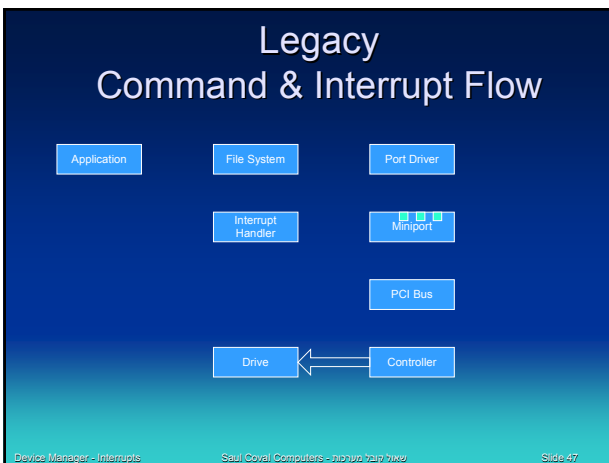 Legacy
Command & Interrupt Flow
Application
File System
Port Driver
Interrupt
Handler
Miniport
PCI Bus
Drive
Controller
Device Manager - Interrupts
Saul Coval Computers - שאול קובל מערכות
Slide 47